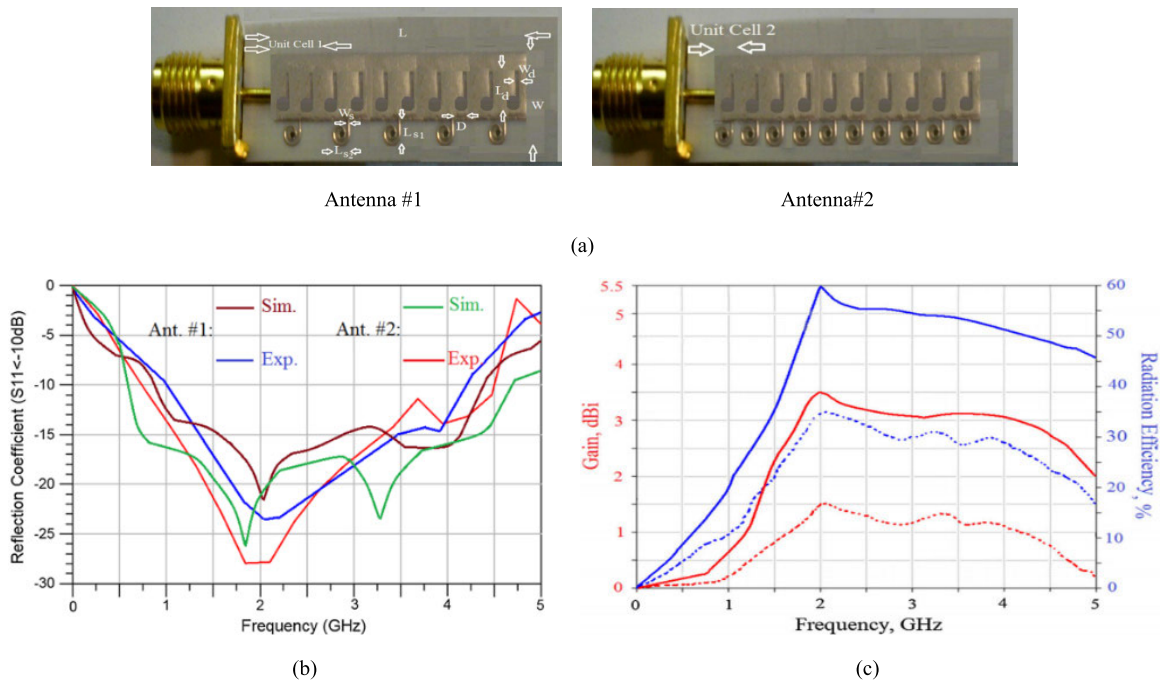 L
Unit Cell 1
W_d
L_d
W
W_s
L_s1
D
L_s2
Unit Cell 2
Antenna #1
Antenna#2
(a)
Reflection Coefficient (S11<-10dB)
0
-5
-10
-15
-20
-25
-30
Sim.
Sim.
Ant. #1:
Ant. #2:
Exp.
Exp.
0
1
2
3
4
5
Frequency (GHz)
(b)
Gain, dBi
5.5
5
4
3
2
1
0
60
50
40
30
20
10
0
Radiation Efficiency, %
0
1
2
3
4
5
Frequency, GHz
(c)